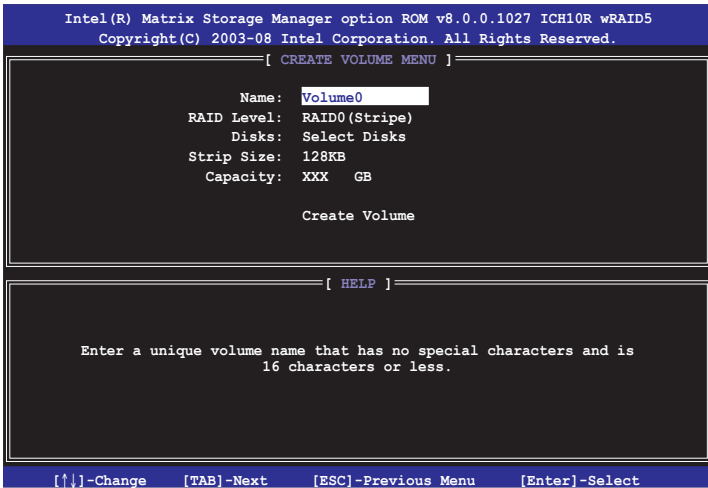 Intel(R) Matrix Storage Manager option ROM v8.0.0.1027 ICH10R wRAID5
Copyright(C) 2003-08 Intel Corporation. All Rights Reserved.
[ CREATE VOLUME MENU ]
Name: Volume0
RAID Level: RAID0(Stripe)
Disks: Select Disks
Strip Size: 128KB
Capacity: XXX GB
Create Volume
[ HELP ]
Enter a unique volume name that has no special characters and is
16 characters or less.
[↑↓]-Change [TAB]-Next [ESC]-Previous Menu [Enter]-Select